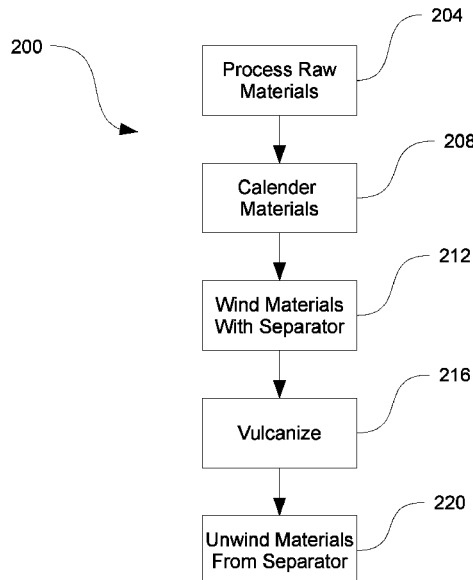 204
200
Process Raw
Materials
208
Calender
Materials
212
Wind Materials
With Separator
216
Vulcanize
220
Unwind Materials
From Separator